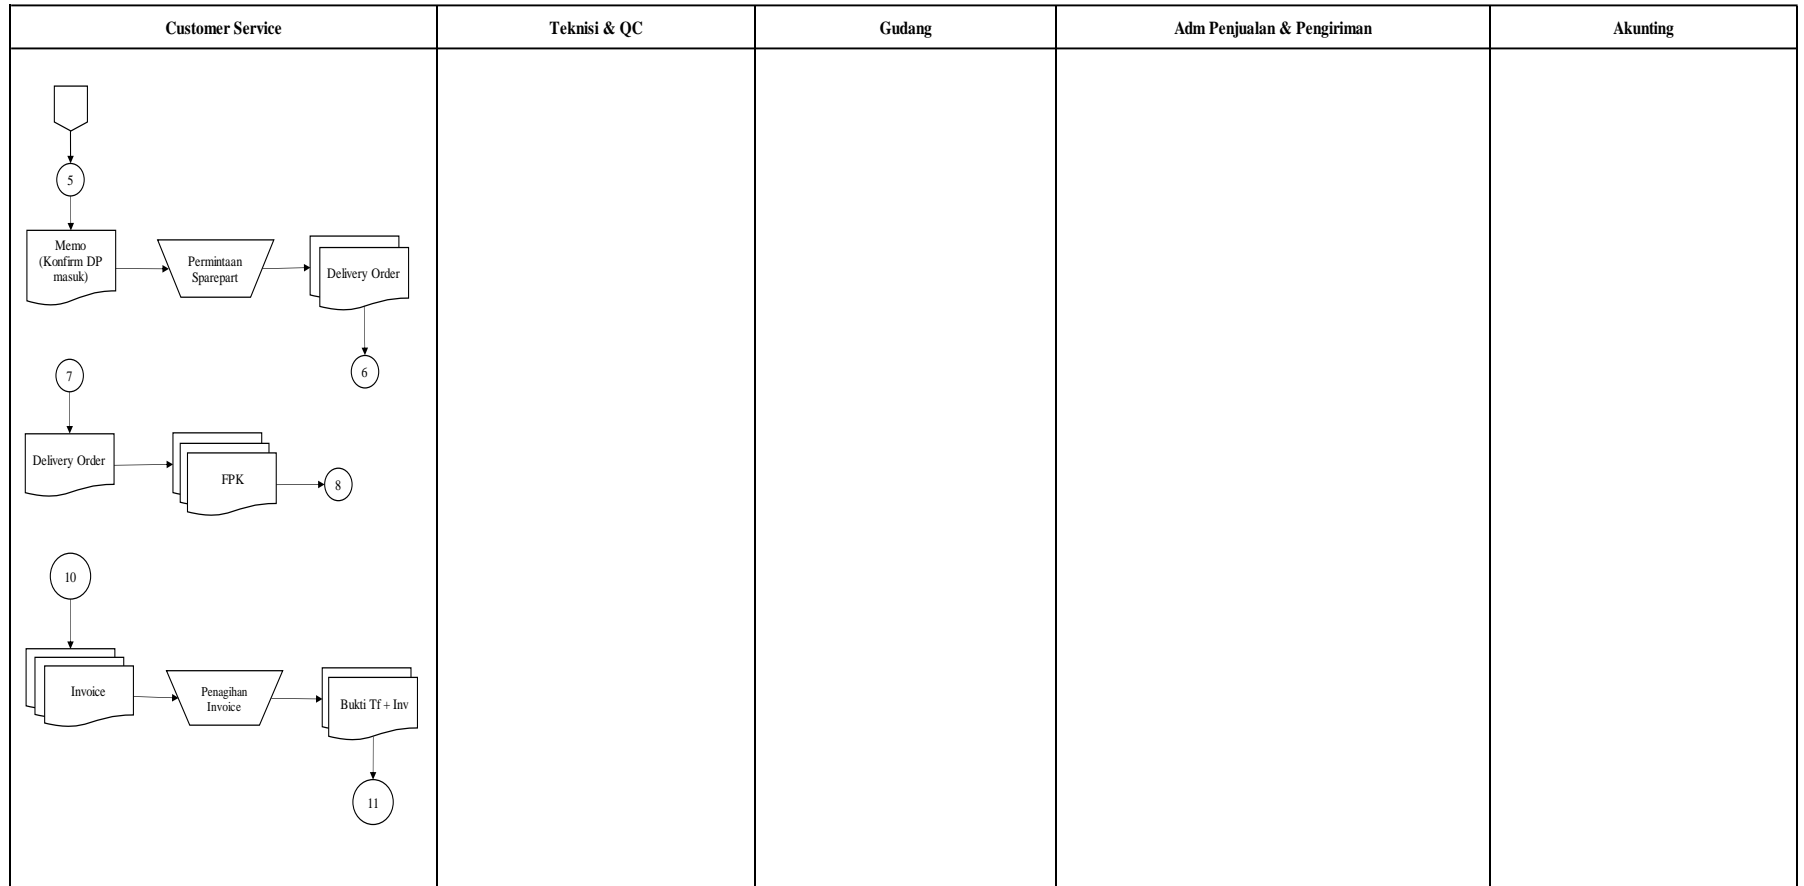 Customer Service
Teknisi & QC
Gudang
Adm Penjualan & Pengiriman
Akunting
5
Memo
(Konfirm DP
masuk)
Permintaan
Sparepart
Delivery Order
6
7
Delivery Order
FPK
8
10
Invoice
Penagihan
Invoice
Bukti Tf + Inv
11